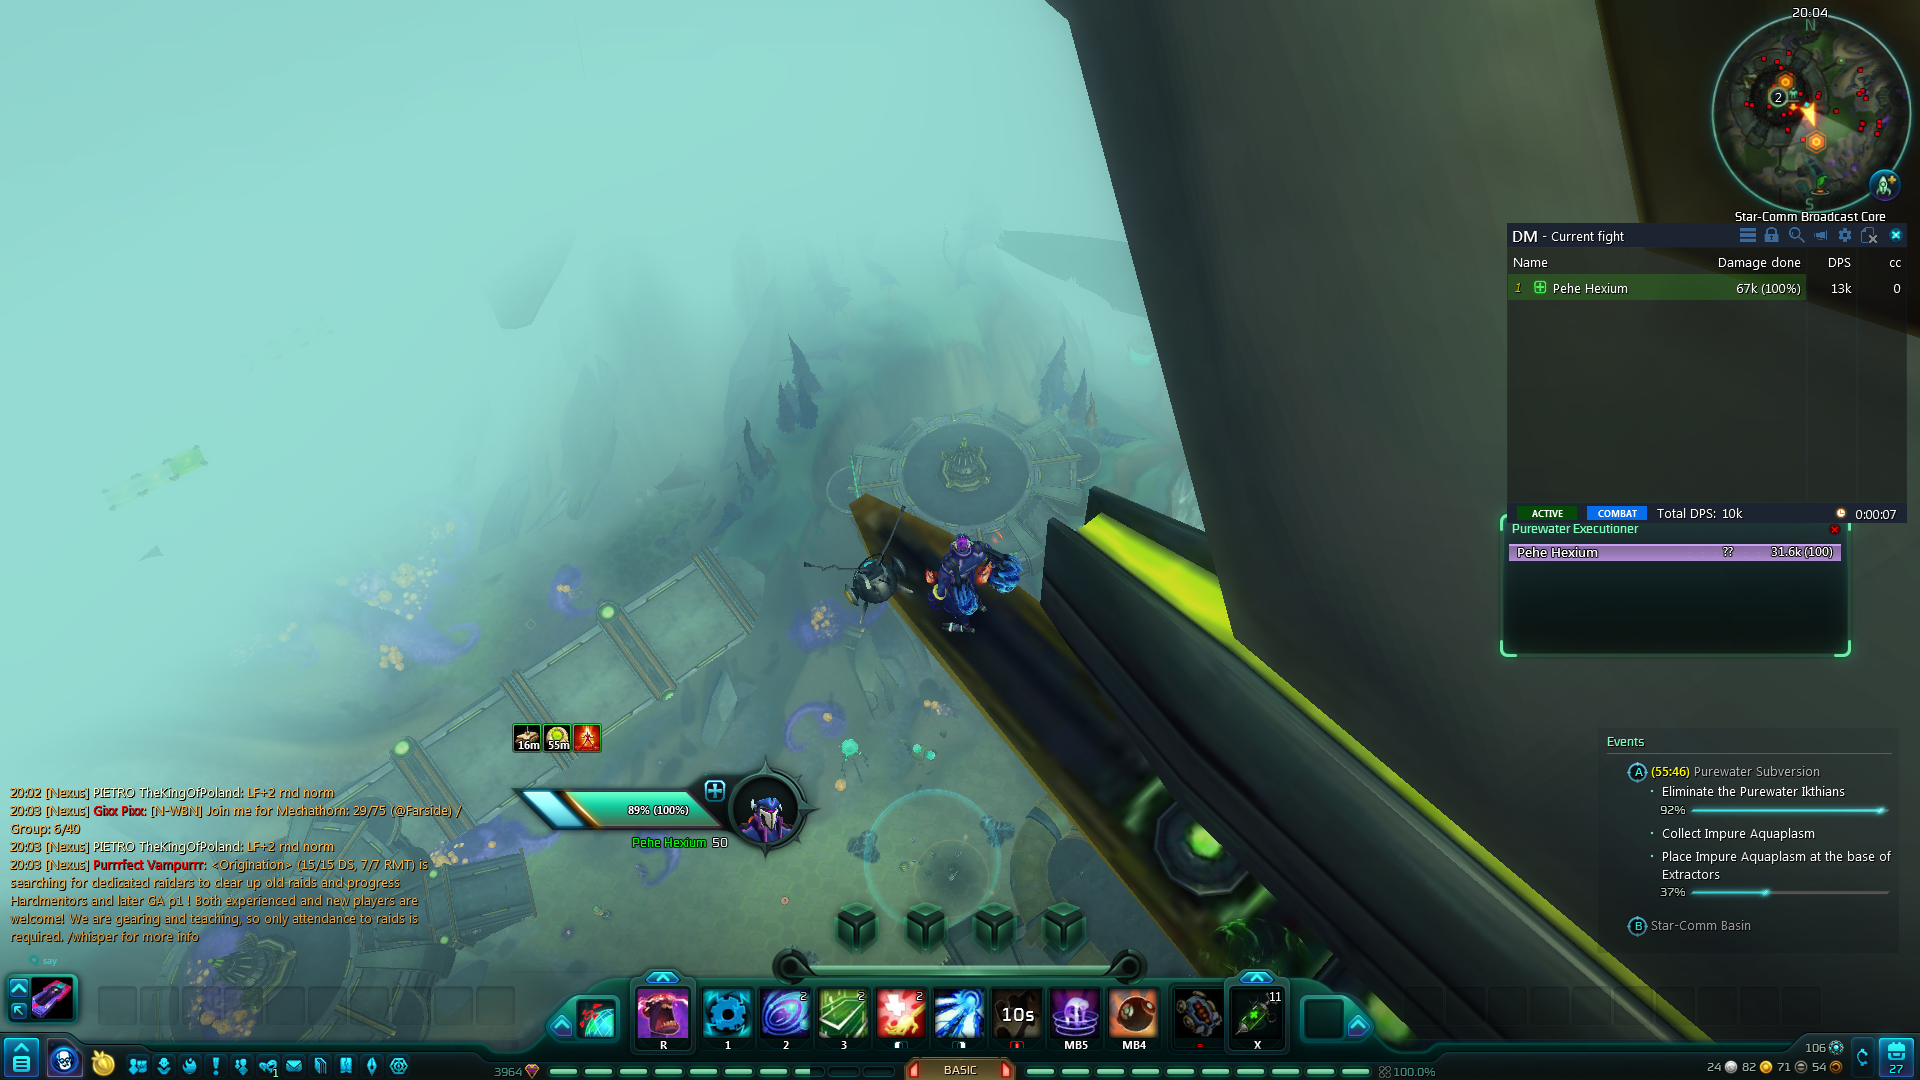 20:04
N
2
S
Star-Comm Broadcast Core
DM - Current fight
Name Damage done DPS cc
1 Pehe Hexium 67k (100%) 13k 0
ACTIVE COMBAT Total DPS: 10k 0:00:07
Purewater Executioner
Pehe Hexium ?? 31.6k (100)
Events
A (55:46) Purewater Subversion
Eliminate the Purewater Ikthians
92%
Collect Impure Aquaplasm
Place Impure Aquaplasm at the base of
Extractors
37%
B Star-Comm Basin
16m 55m
89% (100%)
Pehe Hexium 50
20:02 [Nexus] PIETRO TheKingOfPoland: LF+2 rnd norm
20:03 [Nexus] Gixx Pixx: [N-WBN] Join me for Mechathorn: 29/75 (@Farside) /
Group: 6/40
20:03 [Nexus] PIETRO TheKingOfPoland: LF+2 rnd norm
20:03 [Nexus] Purrrfect Vampurrr: <Origination> (15/15 DS, 7/7 RMT) is
searching for dedicated raiders to clear up old raids and progress
Hardmentors and later GA p1 ! Both experienced and new players are
welcome! We are gearing and teaching, so only attendance to raids is
required. /whisper for more info
say
2 2 2 10s 11
R 1 2 3 MB5 MB4 X
1
3964
BASIC
100.0%
106
24 82 71 54
27